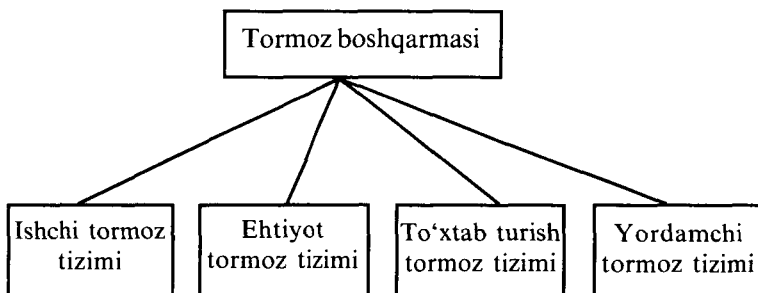 Tormoz boshqarmasi
Ishchi tormoz
tizimi
Ehtiyot
tormoz tizimi
To‘xtab turish
tormoz tizimi
Yordamchi
tormoz tizimi